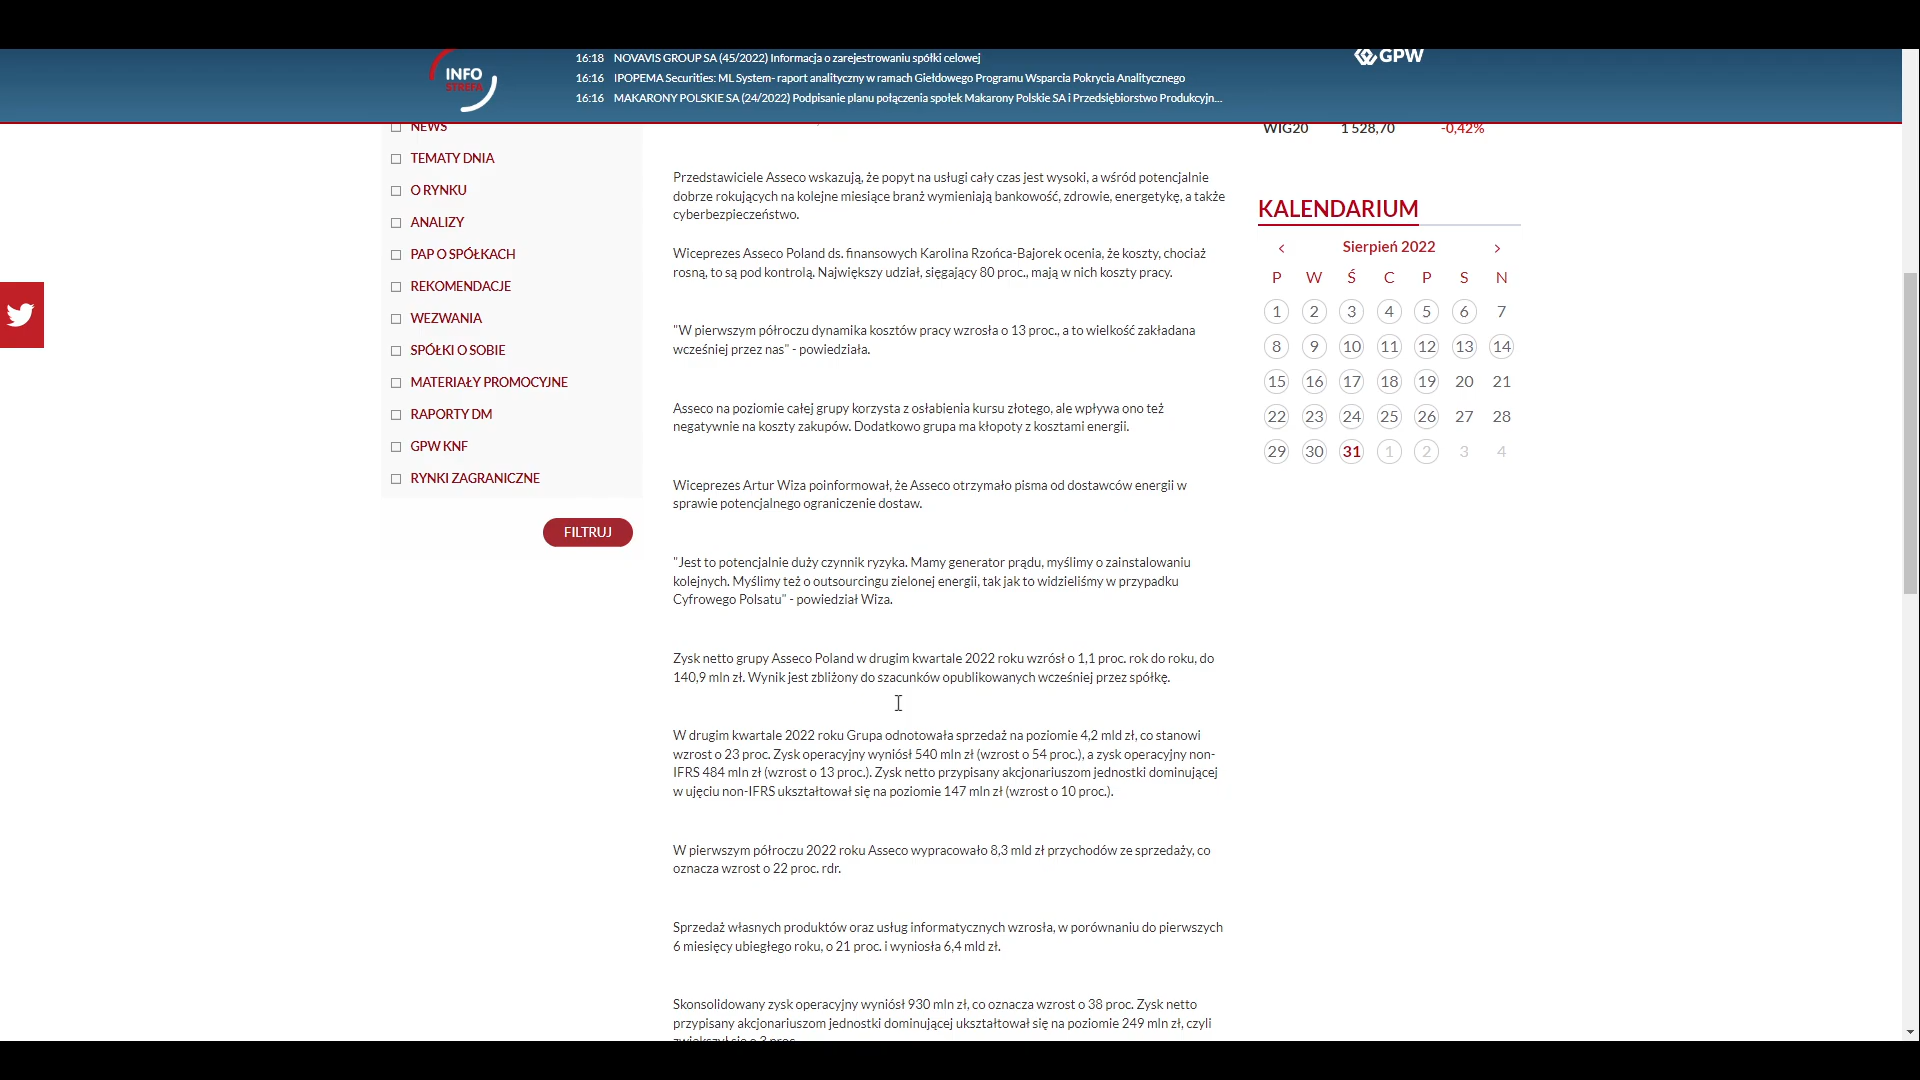 INFO
STREFA
16:18 NOVAVIS GROUP SA (45/2022) Informacja o zarejestrowaniu spółki celowej
16:16 IPOPEMA Securities: ML System- raport analityczny w ramach Giełdowego Programu Wsparcia Pokrycia Analitycznego
16:16 MAKARONY POLSKIE SA (24/2022) Podpisanie planu połączenia społek Makarony Polskie SA i Przedsiębiorstwo Produkcyjn...
GPW
NEWS
TEMATY DNIA
O RYNKU
ANALIZY
PAP O SPÓŁKACH
REKOMENDACJE
WEZWANIA
SPÓŁKI O SOBIE
MATERIAŁY PROMOCYJNE
RAPORTY DM
GPW KNF
RYNKI ZAGRANICZNE
FILTRUJ
Przedstawiciele Asseco wskazują, że popyt na usługi cały czas jest wysoki, a wśród potencjalnie
dobrze rokujących na kolejne miesiące branż wymieniają bankowość, zdrowie, energetykę, a także
cyberbezpieczeństwo.
Wiceprezes Asseco Poland ds. finansowych Karolina Rzońca-Bajorek ocenia, że koszty, chociaż
rosną, to są pod kontrolą. Największy udział, sięgający 80 proc., mają w nich koszty pracy.
"W pierwszym półroczu dynamika kosztów pracy wzrosła o 13 proc., a to wielkość zakładana
wcześniej przez nas" - powiedziała.
Asseco na poziomie całej grupy korzysta z osłabienia kursu złotego, ale wpływa ono też
negatywnie na koszty zakupów. Dodatkowo grupa ma kłopoty z kosztami energii.
Wiceprezes Artur Wiza poinformował, że Asseco otrzymało pisma od dostawców energii w
sprawie potencjalnego ograniczenie dostaw.
"Jest to potencjalnie duży czynnik ryzyka. Mamy generator prądu, myślimy o zainstalowaniu
kolejnych. Myślimy też o outsourcingu zielonej energii, tak jak to widzieliśmy w przypadku
Cyfrowego Polsatu" - powiedział Wiza.
Zysk netto grupy Asseco Poland w drugim kwartale 2022 roku wzrósł o 1,1 proc. rok do roku, do
140,9 mln zł. Wynik jest zbliżony do szacunków opublikowanych wcześniej przez spółkę.
W drugim kwartale 2022 roku Grupa odnotowała sprzedaż na poziomie 4,2 mld zł, co stanowi
wzrost o 23 proc. Zysk operacyjny wyniósł 540 mln zł (wzrost o 54 proc.), a zysk operacyjny non-
IFRS 484 mln zł (wzrost o 13 proc.). Zysk netto przypisany akcjonariuszom jednostki dominującej
w ujęciu non-IFRS ukształtował się na poziomie 147 mln zł (wzrost o 10 proc.).
W pierwszym półroczu 2022 roku Asseco wypracowało 8,3 mld zł przychodów ze sprzedaży, co
oznacza wzrost o 22 proc. rdr.
Sprzedaż własnych produktów oraz usług informatycznych wzrosła, w porównaniu do pierwszych
6 miesięcy ubiegłego roku, o 21 proc. i wyniosła 6,4 mld zł.
Skonsolidowany zysk operacyjny wyniósł 930 mln zł, co oznacza wzrost o 38 proc. Zysk netto
przypisany akcjonariuszom jednostki dominującej ukształtował się na poziomie 249 mln zł, czyli
zwiększył się o 3 proc.
WIG20 1 528,70 -0,42%
KALENDARIUM
< Sierpień 2022 >
P W Ś C P S N
1 2 3 4 5 6 7
8 9 10 11 12 13 14
15 16 17 18 19 20 21
22 23 24 25 26 27 28
29 30 31 1 2 3 4